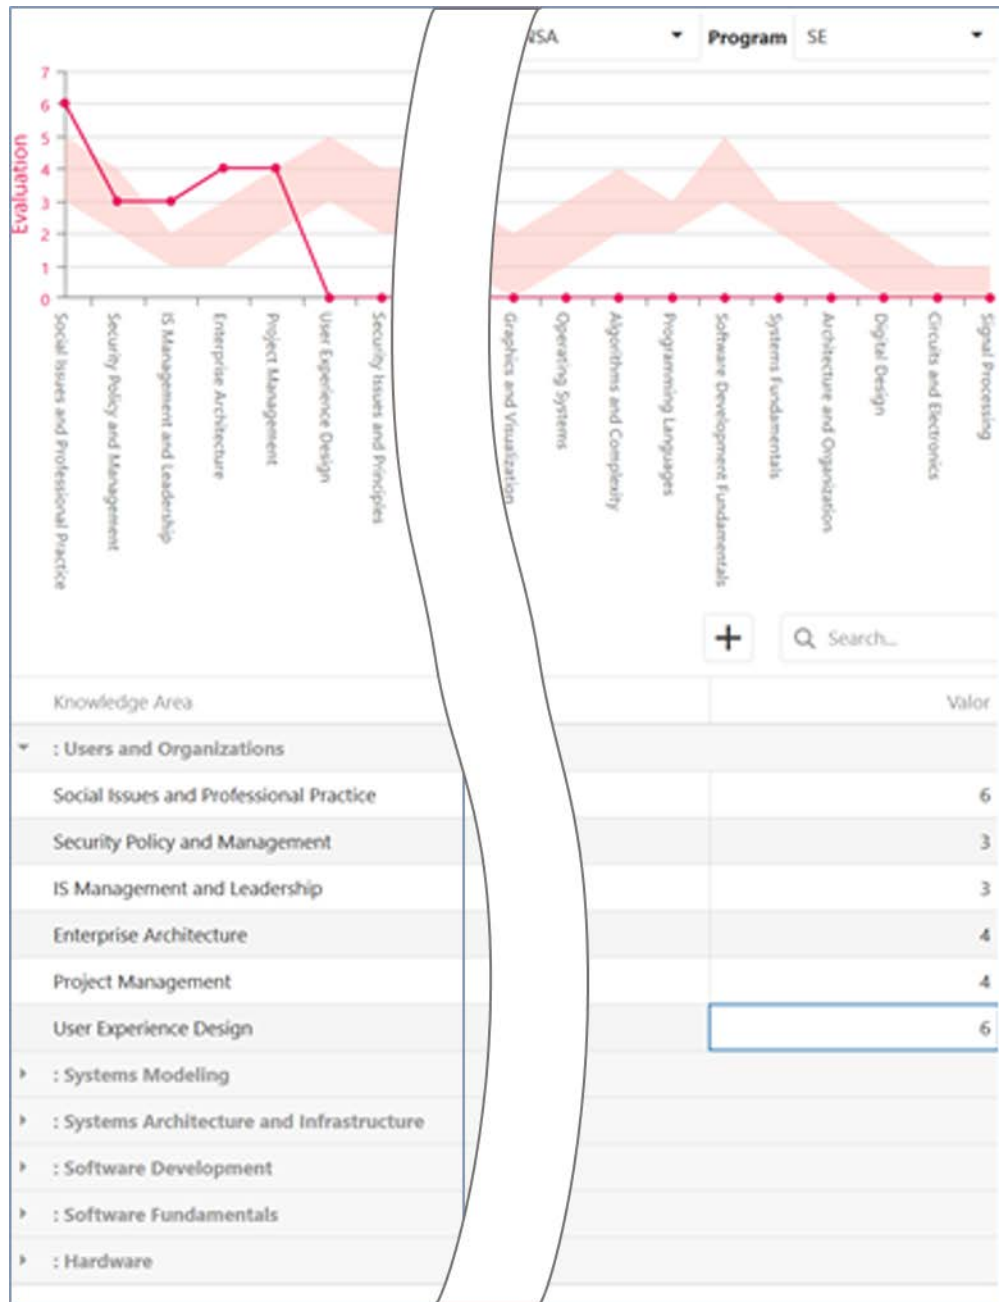 Program SE
7
6
5
4
3
2
1
0
Evaluation
Social Issues and Professional Practice
Security Policy and Management
IS Management and Leadership
Enterprise Architecture
Project Management
User Experience Design
Security Issues and Principles
Graphics and Visualization
Operating Systems
Algorithms and Complexity
Programming Languages
Software Development Fundamentals
Systems Fundamentals
Architecture and Organization
Digital Design
Circuits and Electronics
Signal Processing
+
Search...
Knowledge Area Valor
: Users and Organizations
Social Issues and Professional Practice 6
Security Policy and Management 3
IS Management and Leadership 3
Enterprise Architecture 4
Project Management 4
User Experience Design 6
: Systems Modeling
: Systems Architecture and Infrastructure
: Software Development
: Software Fundamentals
: Hardware